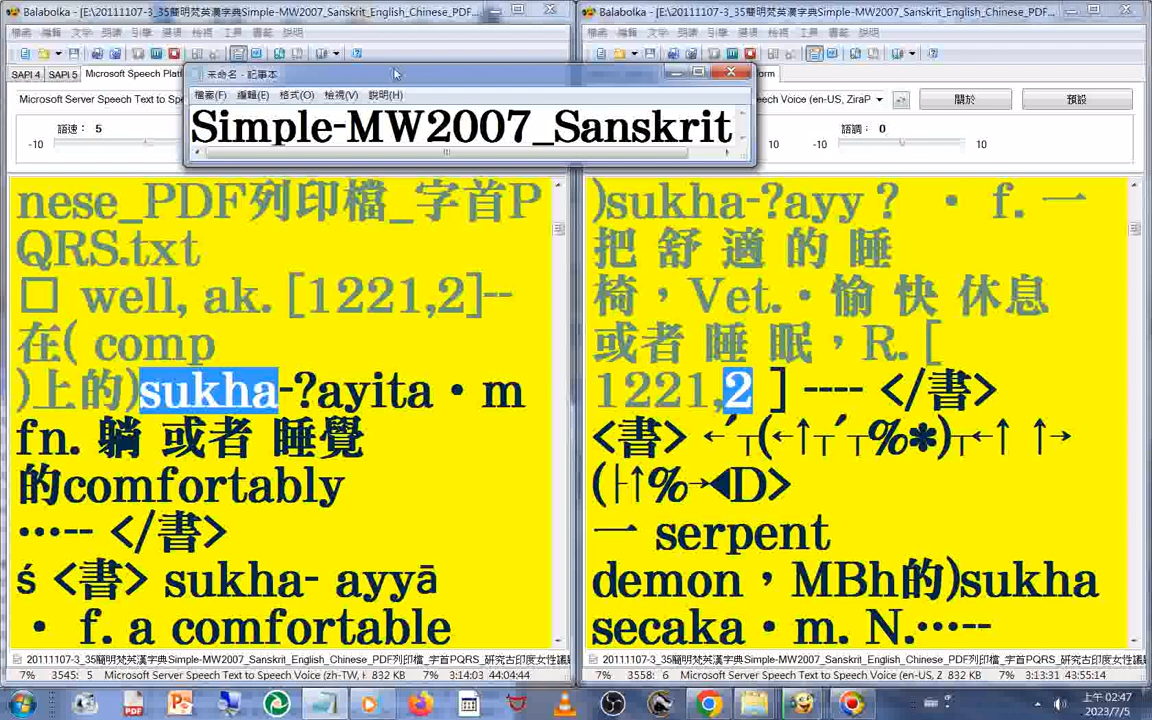 Balabolka - [E:\20111107-3_35簡明梵英漢字典Simple-MW2007_Sanskrit_English_Chinese_PDF...
Balabolka - [E:\20111107-3_35簡明梵英漢字典Simple-MW2007_Sanskrit_English_Chinese_PDF...
SAPI 4 SAPI 5 Microsoft Speech Platf
Microsoft Server Speech Text to Sp
語速： 5
-10
未命名 - 記事本
檔案(F) 編輯(E) 格式(O) 檢視(V) 說明(H)
Simple-MW2007_Sanskrit
orm
eech Voice (en-US, ZiraP
關於
預設
語調： 0
10 -10 10
nese_PDF列印檔_字首P
QRS.txt
□ well, ak. [1221,2]--
在( comp
)上的)sukha-?ayita•m
fn. 躺 或者 睡覺
的comfortably
…-- </書>
ś <書> sukha- ayyā
• f. a comfortable
)sukha-?ayy？ • f. 一
把 舒 適 的 睡
椅，Vet.•愉 快 休息
或者 睡 眠，R. [
1221,2 ] ---- </書>
<書> ←′┬(←↑┬′┬%*)┬←↑ ↑→
(├↑%→◀D>
一 serpent
demon，MBh的)sukha
secaka•m. N.…--
20111107-3_35簡明梵英漢字典Simple-MW2007_Sanskrit_English_Chinese_PDF列印檔_字首PQRS_研究古印度女性議
7% 3545: 5 Microsoft Server Speech Text to Speech Voice (zh-TW, H 832 KB 7% 3:14:03 44:04:44
20111107-3_35簡明梵英漢字典Simple-MW2007_Sanskrit_English_Chinese_PDF列印檔_字首PQRS_研究古印度女性議
7% 3558: 6 Microsoft Server Speech Text to Speech Voice (en-US, Z 832 KB 7% 3:13:31 43:55:14
上午 02:47
2023/7/5